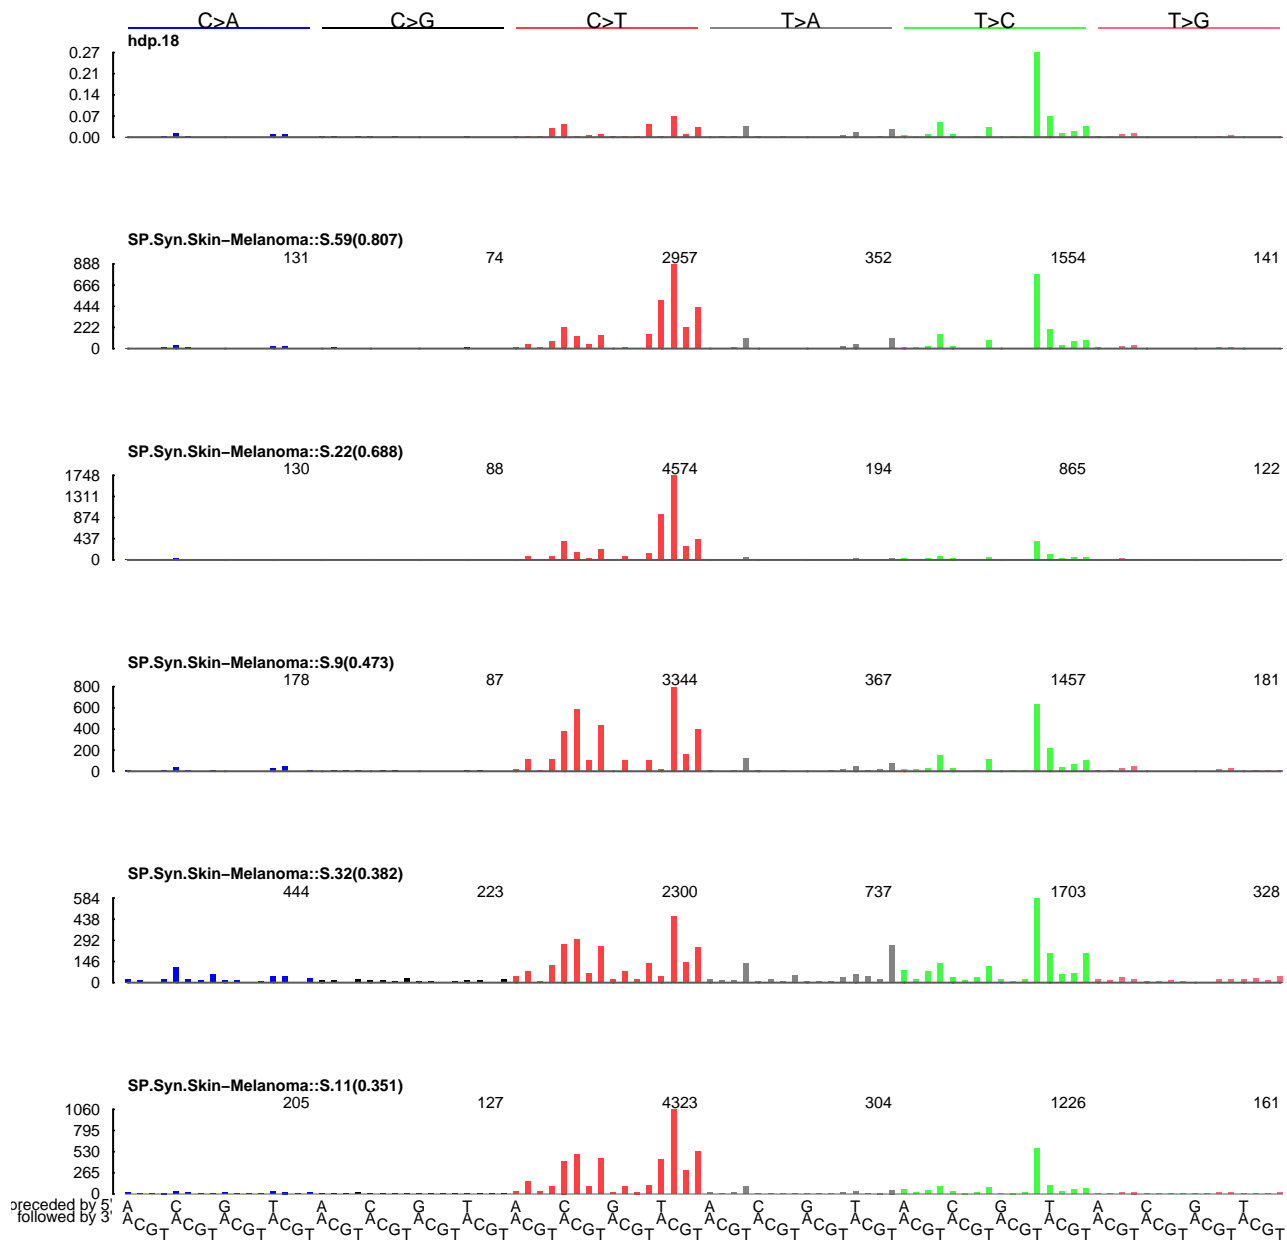 C>A C>G C>T T>A T>C T>G
hdp.18
0.27
0.21
0.14
0.07
0.00
SP.Syn.Skin−Melanoma::S.59(0.807)
131 74 2957 352 1554 141
888
666
444
222
0
SP.Syn.Skin−Melanoma::S.22(0.688)
130 88 4574 194 865 122
1748
1311
874
437
0
SP.Syn.Skin−Melanoma::S.9(0.473)
178 87 3344 367 1457 181
800
600
400
200
0
SP.Syn.Skin−Melanoma::S.32(0.382)
444 223 2300 737 1703 328
584
438
292
146
0
SP.Syn.Skin−Melanoma::S.11(0.351)
205 127 4323 304 1226 161
1060
795
530
265
0
preceded by 5' A C G T A C G T A C G T A C G T A C G T A C G T
followed by 3' A C G T A C G T A C G T A C G T A C G T A C G T A C G T A C G T A C G T A C G T A C G T A C G T A C G T A C G T A C G T A C G T A C G T A C G T A C G T A C G T A C G T A C G T A C G T A C G T